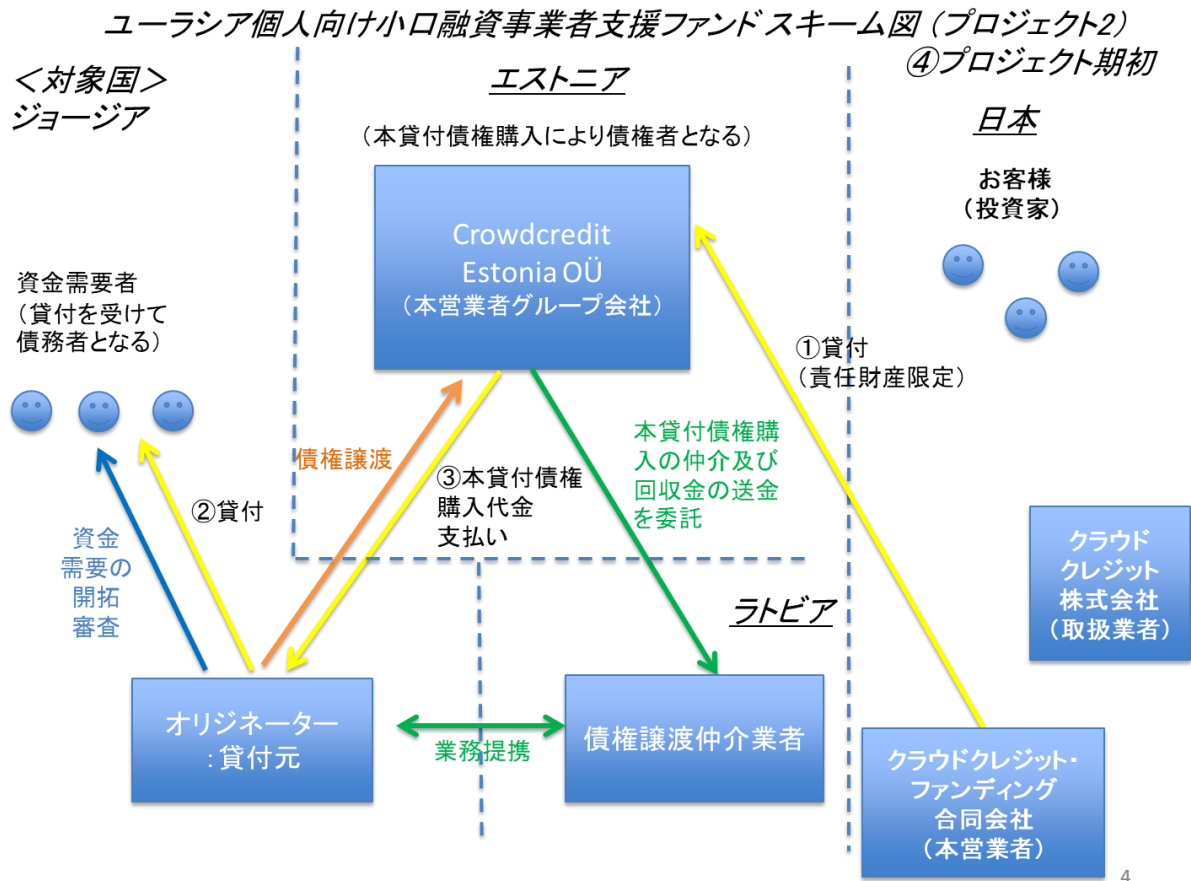 ユーラシア個人向け小口融資事業者支援ファンド スキーム図 (プロジェクト2)
④プロジェクト期初
<対象国>
ジョージア
エストニア
日本
(本貸付債権購入により債権者となる)
お客様
(投資家)
Crowdcredit
Estonia OÜ
(本営業者グループ会社)
資金需要者
(貸付を受けて
債務者となる)
①貸付
(責任財産限定)
債権譲渡
③本貸付債権
購入代金
支払い
本貸付債権購
入の仲介及び
回収金の送金
を委託
②貸付
資金
需要の
開拓
審査
クラウド
クレジット
株式会社
(取扱業者)
ラトビア
オリジネーター
:貸付元
業務提携
債権譲渡仲介業者
クラウドクレジット・
ファンディング
合同会社
(本営業者)
4